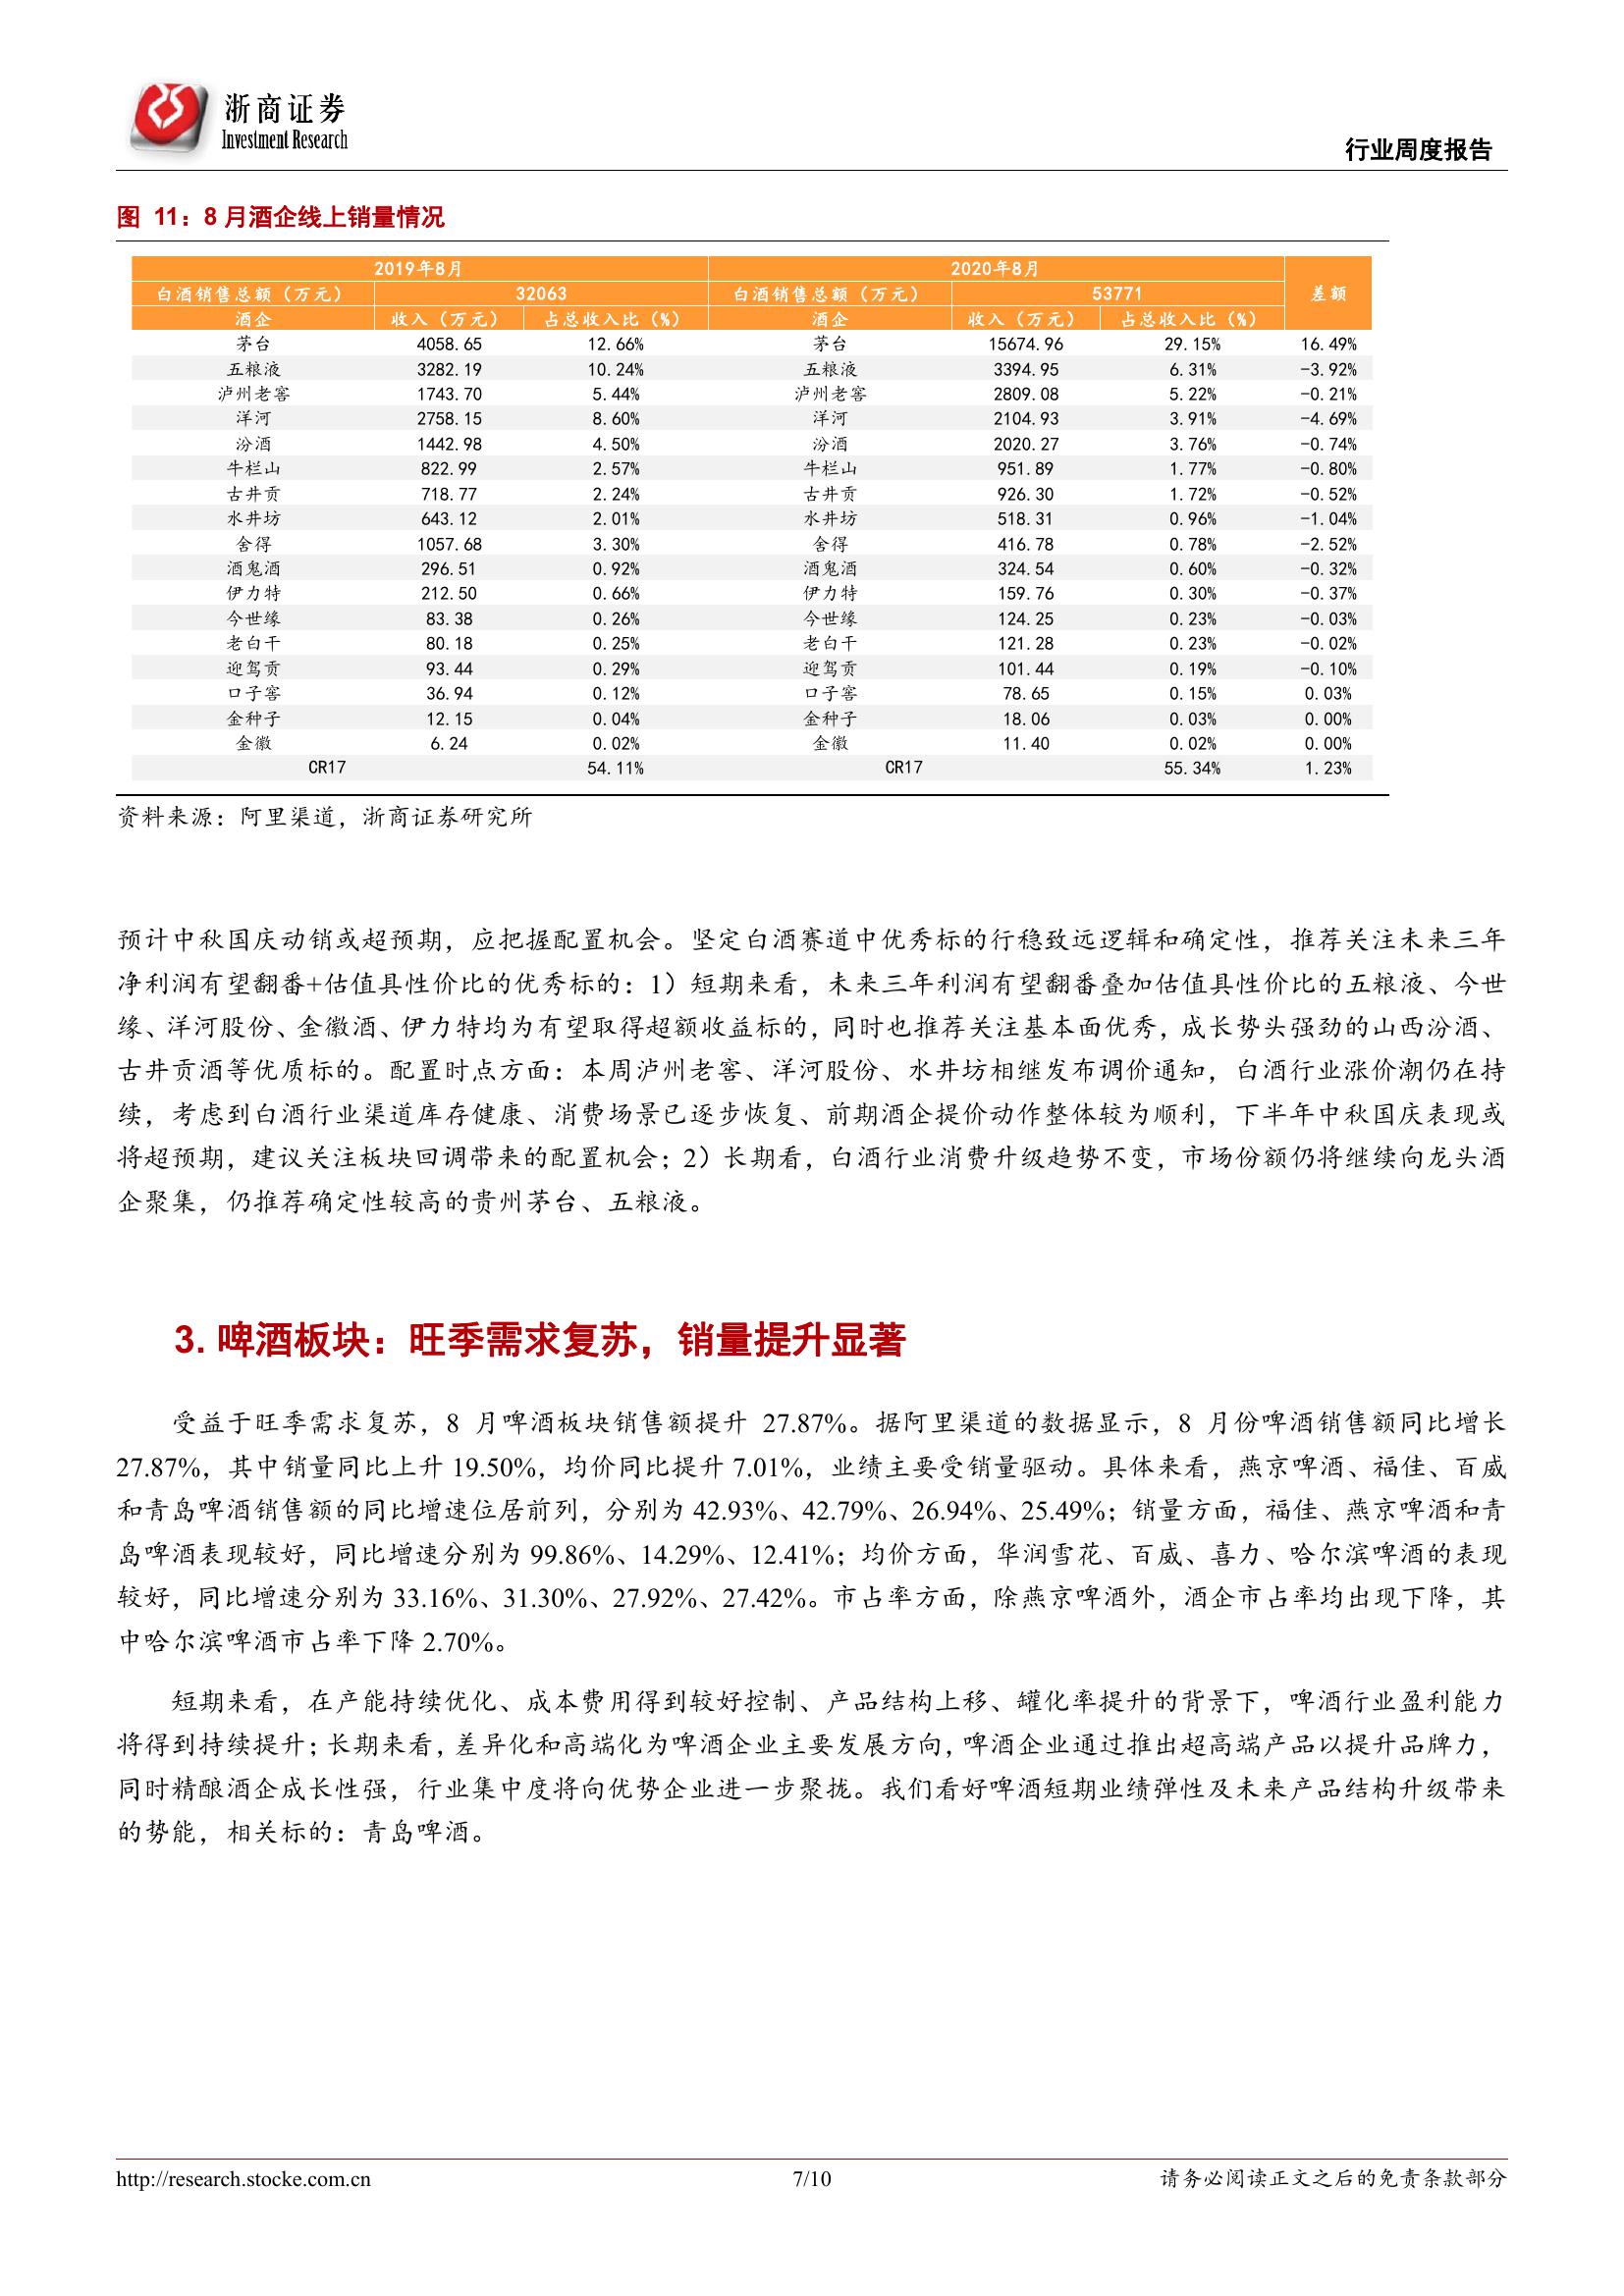 浙商证券
Investment Research
行业周度报告
图 11：8 月酒企线上销量情况
2019年8月 2020年8月 差额
白酒销售总额（万元） 32063 白酒销售总额（万元） 53771
酒企 收入（万元） 占总收入比（%） 酒企 收入（万元） 占总收入比（%）
茅台 4058.65 12.66% 茅台 15674.96 29.15% 16.49%
五粮液 3282.19 10.24% 五粮液 3394.95 6.31% -3.92%
泸州老窖 1743.70 5.44% 泸州老窖 2809.08 5.22% -0.21%
洋河 2758.15 8.60% 洋河 2104.93 3.91% -4.69%
汾酒 1442.98 4.50% 汾酒 2020.27 3.76% -0.74%
牛栏山 822.99 2.57% 牛栏山 951.89 1.77% -0.80%
古井贡 718.77 2.24% 古井贡 926.30 1.72% -0.52%
水井坊 643.12 2.01% 水井坊 518.31 0.96% -1.04%
舍得 1057.68 3.30% 舍得 416.78 0.78% -2.52%
酒鬼酒 296.51 0.92% 酒鬼酒 324.54 0.60% -0.32%
伊力特 212.50 0.66% 伊力特 159.76 0.30% -0.37%
今世缘 83.38 0.26% 今世缘 124.25 0.23% -0.03%
老白干 80.18 0.25% 老白干 121.28 0.23% -0.02%
迎驾贡 93.44 0.29% 迎驾贡 101.44 0.19% -0.10%
口子窖 36.94 0.12% 口子窖 78.65 0.15% 0.03%
金种子 12.15 0.04% 金种子 18.06 0.03% 0.00%
金徽 6.24 0.02% 金徽 11.40 0.02% 0.00%
CR17 54.11% CR17 55.34% 1.23%
资料来源：阿里渠道，浙商证券研究所
预计中秋国庆动销或超预期，应把握配置机会。坚定白酒赛道中优秀标的行稳致远逻辑和确定性，推荐关注未来三年
净利润有望翻番+估值具性价比的优秀标的：1）短期来看，未来三年利润有望翻番叠加估值具性价比的五粮液、今世
缘、洋河股份、金徽酒、伊力特均为有望取得超额收益标的，同时也推荐关注基本面优秀，成长势头强劲的山西汾酒、
古井贡酒等优质标的。配置时点方面：本周泸州老窖、洋河股份、水井坊相继发布调价通知，白酒行业涨价潮仍在持
续，考虑到白酒行业渠道库存健康、消费场景已逐步恢复、前期酒企提价动作整体较为顺利，下半年中秋国庆表现或
将超预期，建议关注板块回调带来的配置机会；2）长期看，白酒行业消费升级趋势不变，市场份额仍将继续向龙头酒
企聚集，仍推荐确定性较高的贵州茅台、五粮液。
3. 啤酒板块：旺季需求复苏，销量提升显著
受益于旺季需求复苏，8 月啤酒板块销售额提升 27.87%。据阿里渠道的数据显示，8 月份啤酒销售额同比增长
27.87%，其中销量同比上升 19.50%，均价同比提升 7.01%，业绩主要受销量驱动。具体来看，燕京啤酒、福佳、百威
和青岛啤酒销售额的同比增速位居前列，分别为 42.93%、42.79%、26.94%、25.49%；销量方面，福佳、燕京啤酒和青
岛啤酒表现较好，同比增速分别为 99.86%、14.29%、12.41%；均价方面，华润雪花、百威、喜力、哈尔滨啤酒的表现
较好，同比增速分别为 33.16%、31.30%、27.92%、27.42%。市占率方面，除燕京啤酒外，酒企市占率均出现下降，其
中哈尔滨啤酒市占率下降 2.70%。
短期来看，在产能持续优化、成本费用得到较好控制、产品结构上移、罐化率提升的背景下，啤酒行业盈利能力
将得到持续提升；长期来看，差异化和高端化为啤酒企业主要发展方向，啤酒企业通过推出超高端产品以提升品牌力，
同时精酿酒企成长性强，行业集中度将向优势企业进一步聚拢。我们看好啤酒短期业绩弹性及未来产品结构升级带来
的势能，相关标的：青岛啤酒。
http://research.stocke.com.cn 7/10 请务必阅读正文之后的免责条款部分